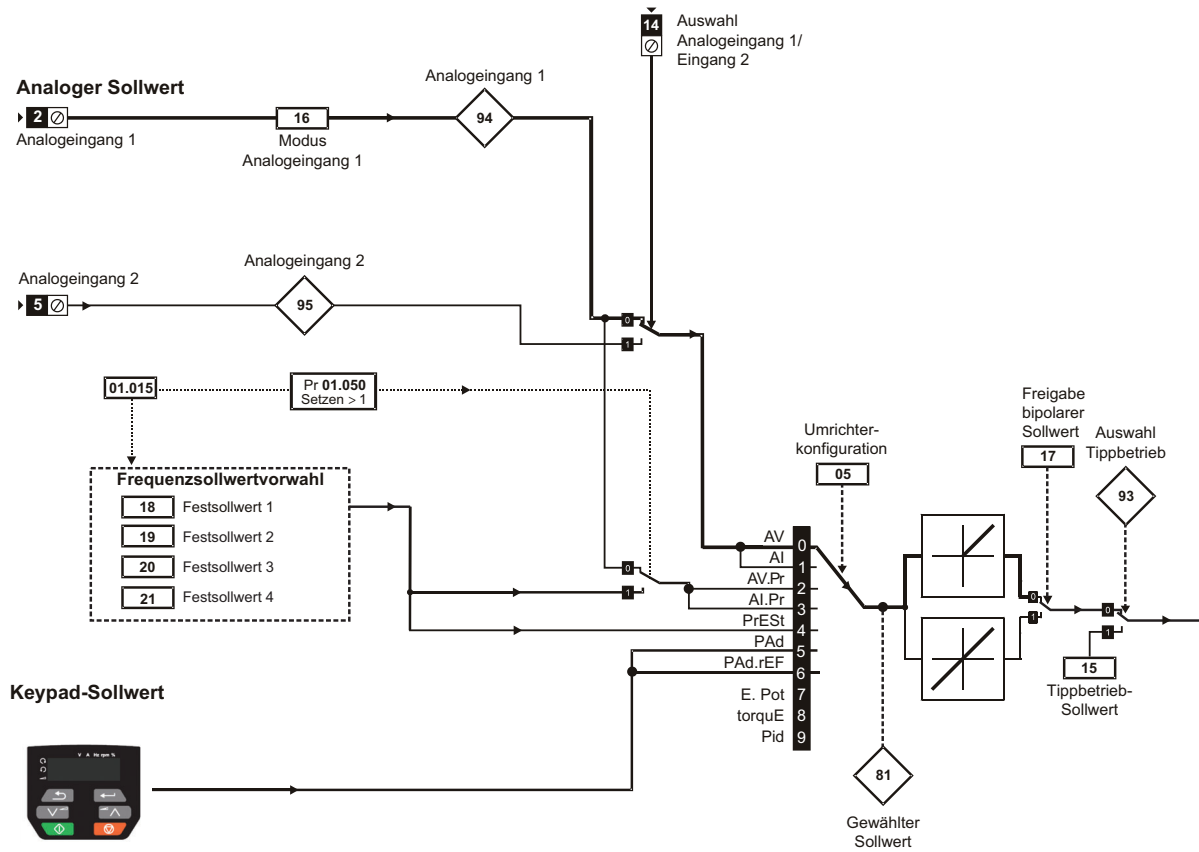 14
Auswahl
Analogeingang 1/
Eingang 2
Analoger Sollwert
2
Analogeingang 1
16
Modus
Analogeingang 1
Analogeingang 1
94
Analogeingang 2
5
Analogeingang 2
95
0
1
01.015
Pr 01.050
Setzen > 1
Frequenzsollwertvorwahl
18 Festsollwert 1
19 Festsollwert 2
20 Festsollwert 3
21 Festsollwert 4
0
1
AV 0
AI 1
AV.Pr 2
AI.Pr 3
PrESt 4
PAd 5
PAd.rEF 6
E. Pot 7
torquE 8
Pid 9
Umrichter-
konfiguration
05
81
Gewählter
Sollwert
Freigabe
bipolarer
Sollwert
17
0
1
Auswahl
Tippbetrieb
93
0
1
15
Tippbetrieb-
Sollwert
Keypad-Sollwert
V A Hz rpm %